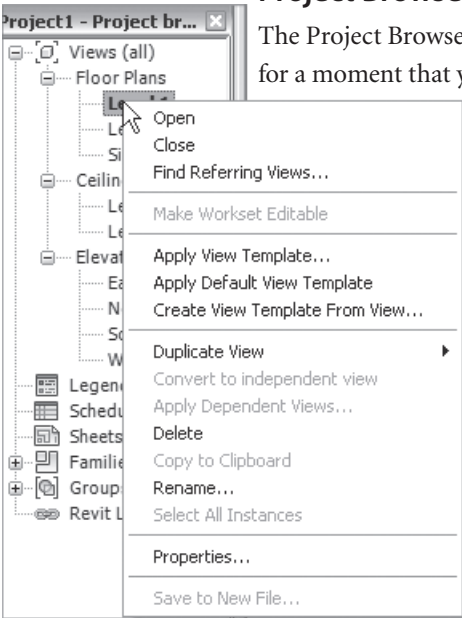 Project1 - Project br...
The Project Browse
for a moment that y
Views (all)
Floor Plans
Ceilin
Elevat
Legen
Schedu
Sheets
Familie
Group
Revit L
Open
Close
Find Referring Views...
Make Workset Editable
Apply View Template...
Apply Default View Template
Create View Template From View...
Duplicate View
Convert to independent view
Apply Dependent Views...
Delete
Copy to Clipboard
Rename...
Select All Instances
Properties...
Save to New File...